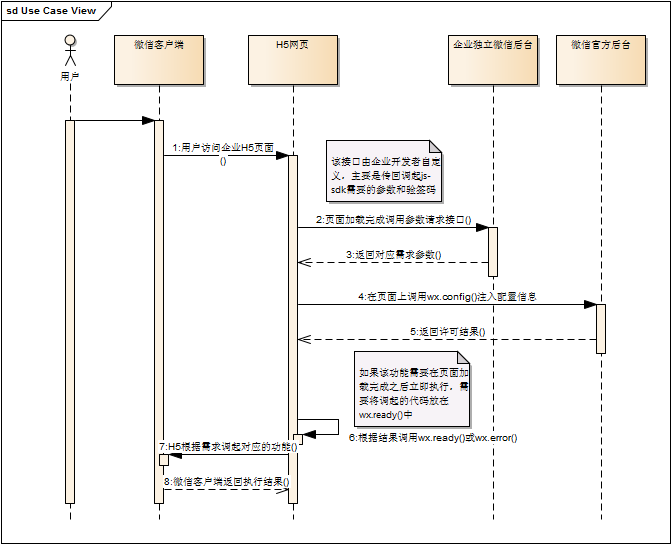 sd Use Case View
用户
微信客户端
H5网页
企业独立微信后台
微信官方后台
1:用户访问企业H5页面
()
该接口由企业开发者自定
义，主要是传回调起js-
sdk需要的参数和验签码
2:页面加载完成调用参数请求接口()
3:返回对应需求参数()
4:在页面上调用wx.config()注入配置信息
5:返回许可结果()
如果该功能需要在页面加
载完成之后立即执行，需
要将调起的代码放在
wx.ready()中
6:根据结果调用wx.ready()或wx.error()
7:H5根据需求调起对应的功能()
8:微信客户端返回执行结果()